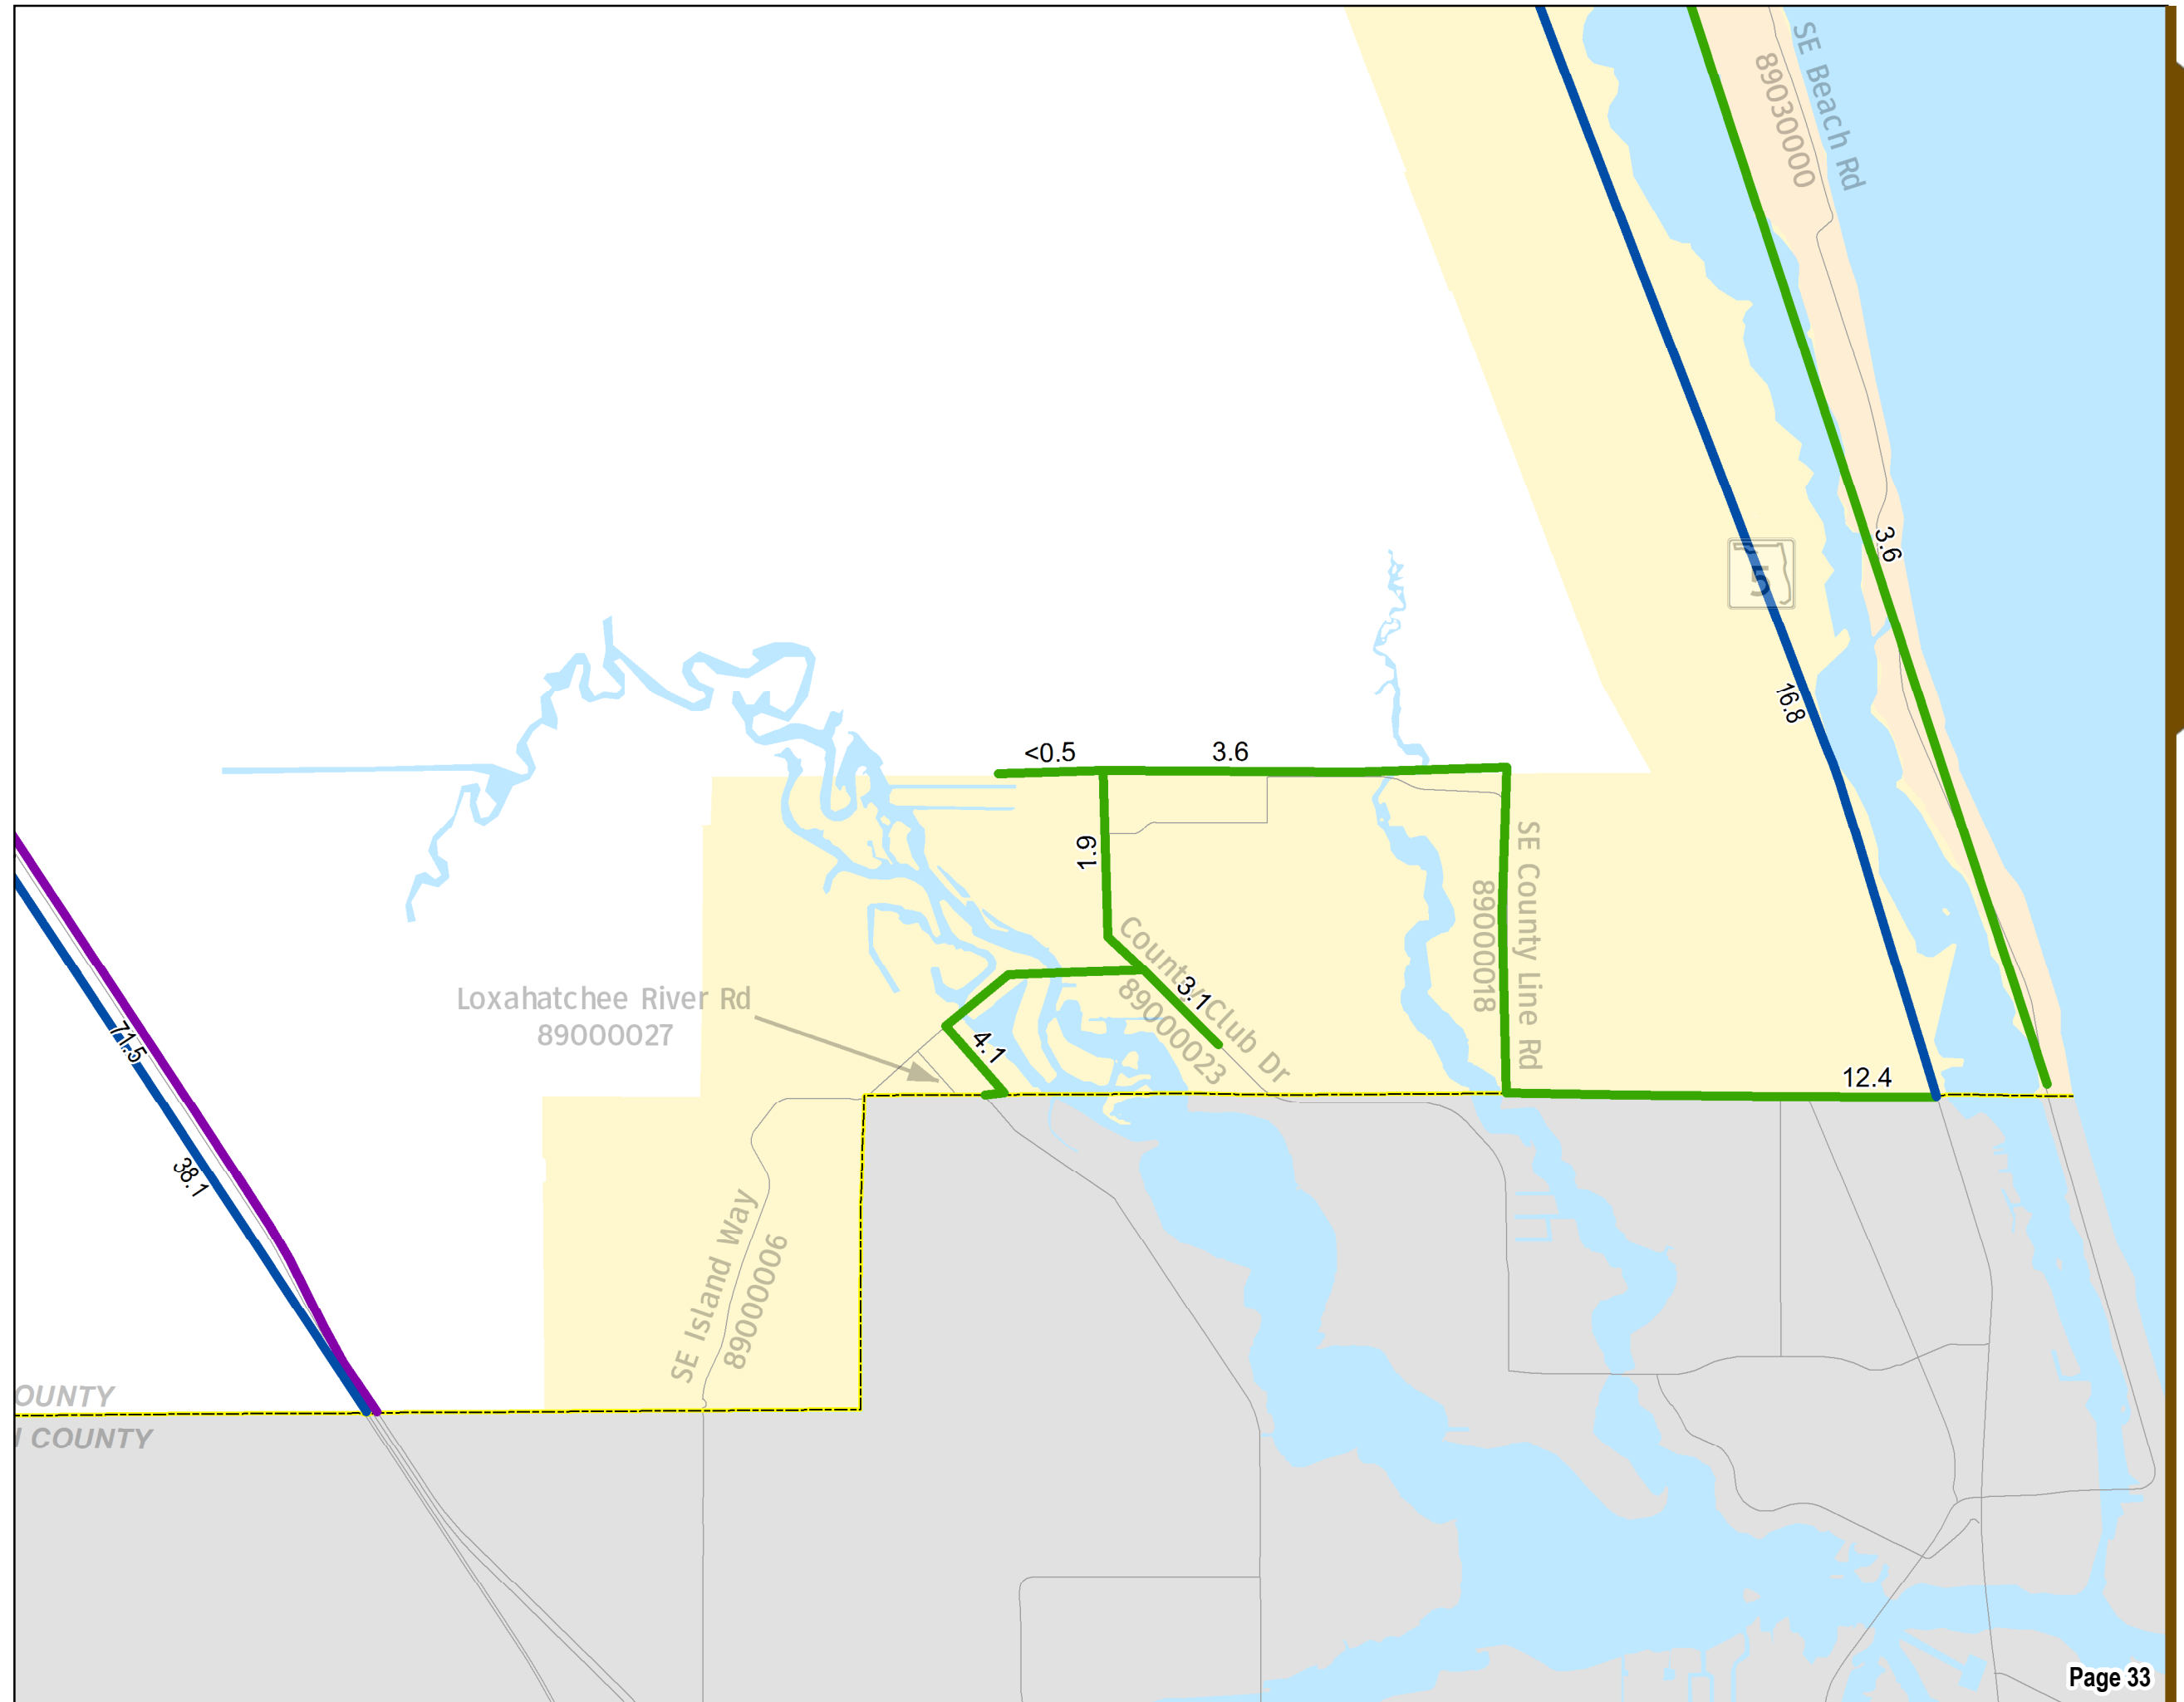 SE Beach Rd
89030000
3.6
5
16.8
<0.5
3.6
1.9
SE County Line Rd
89000018
County Club Dr
89000023
3.1
Loxahatchee River Rd
89000027
4.1
12.4
71.5
38.1
SE Island Way
89000006
OUNTY
COUNTY
Page 33